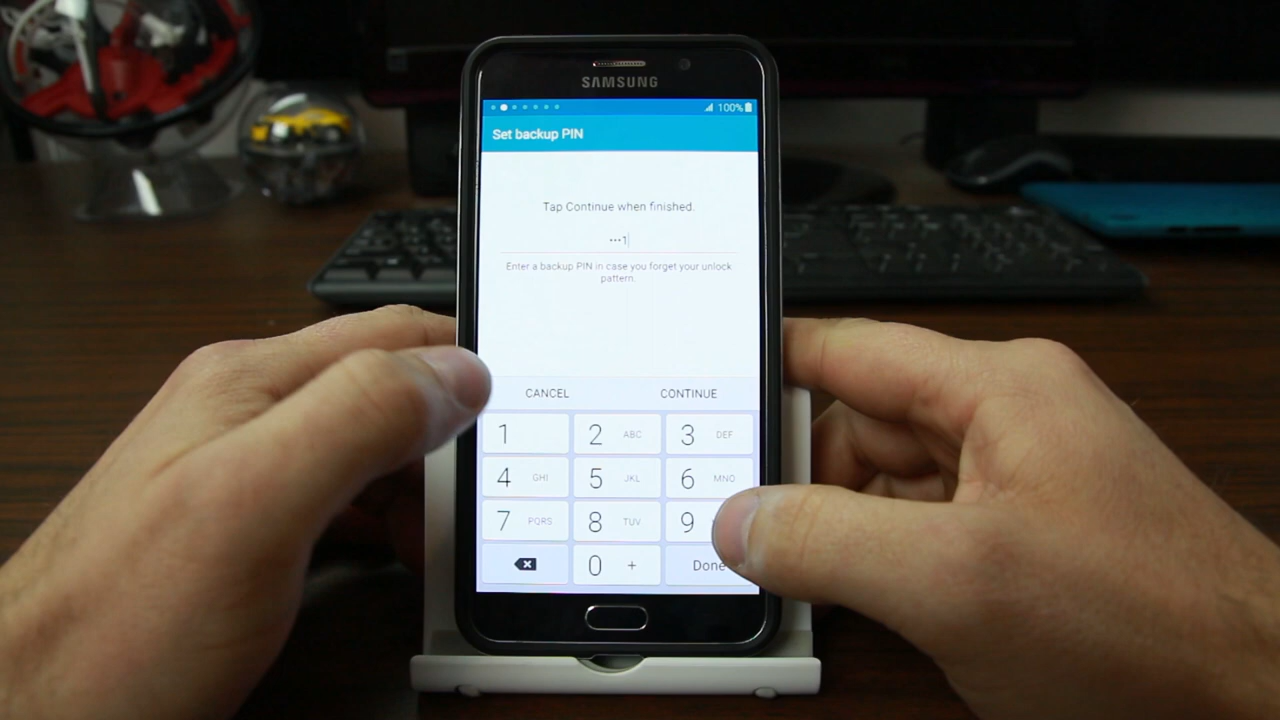 SAMSUNG
100%
Set backup PIN
Tap Continue when finished.
•••1
Enter a backup PIN in case you forget your unlock
pattern.
CANCEL CONTINUE
1 2 ABC 3 DEF
4 GHI 5 JKL 6 MNO
7 PQRS 8 TUV 9
0 + Done